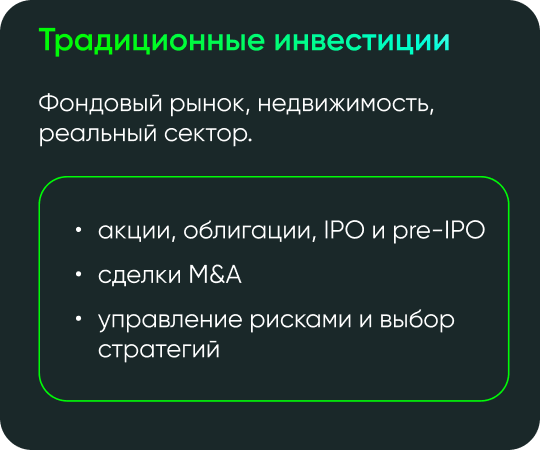 Традиционные инвестиции
Фондовый рынок, недвижимость,
реальный сектор.
• акции, облигации, IPO и pre-IPO
• сделки M&A
• управление рисками и выбор
стратегий